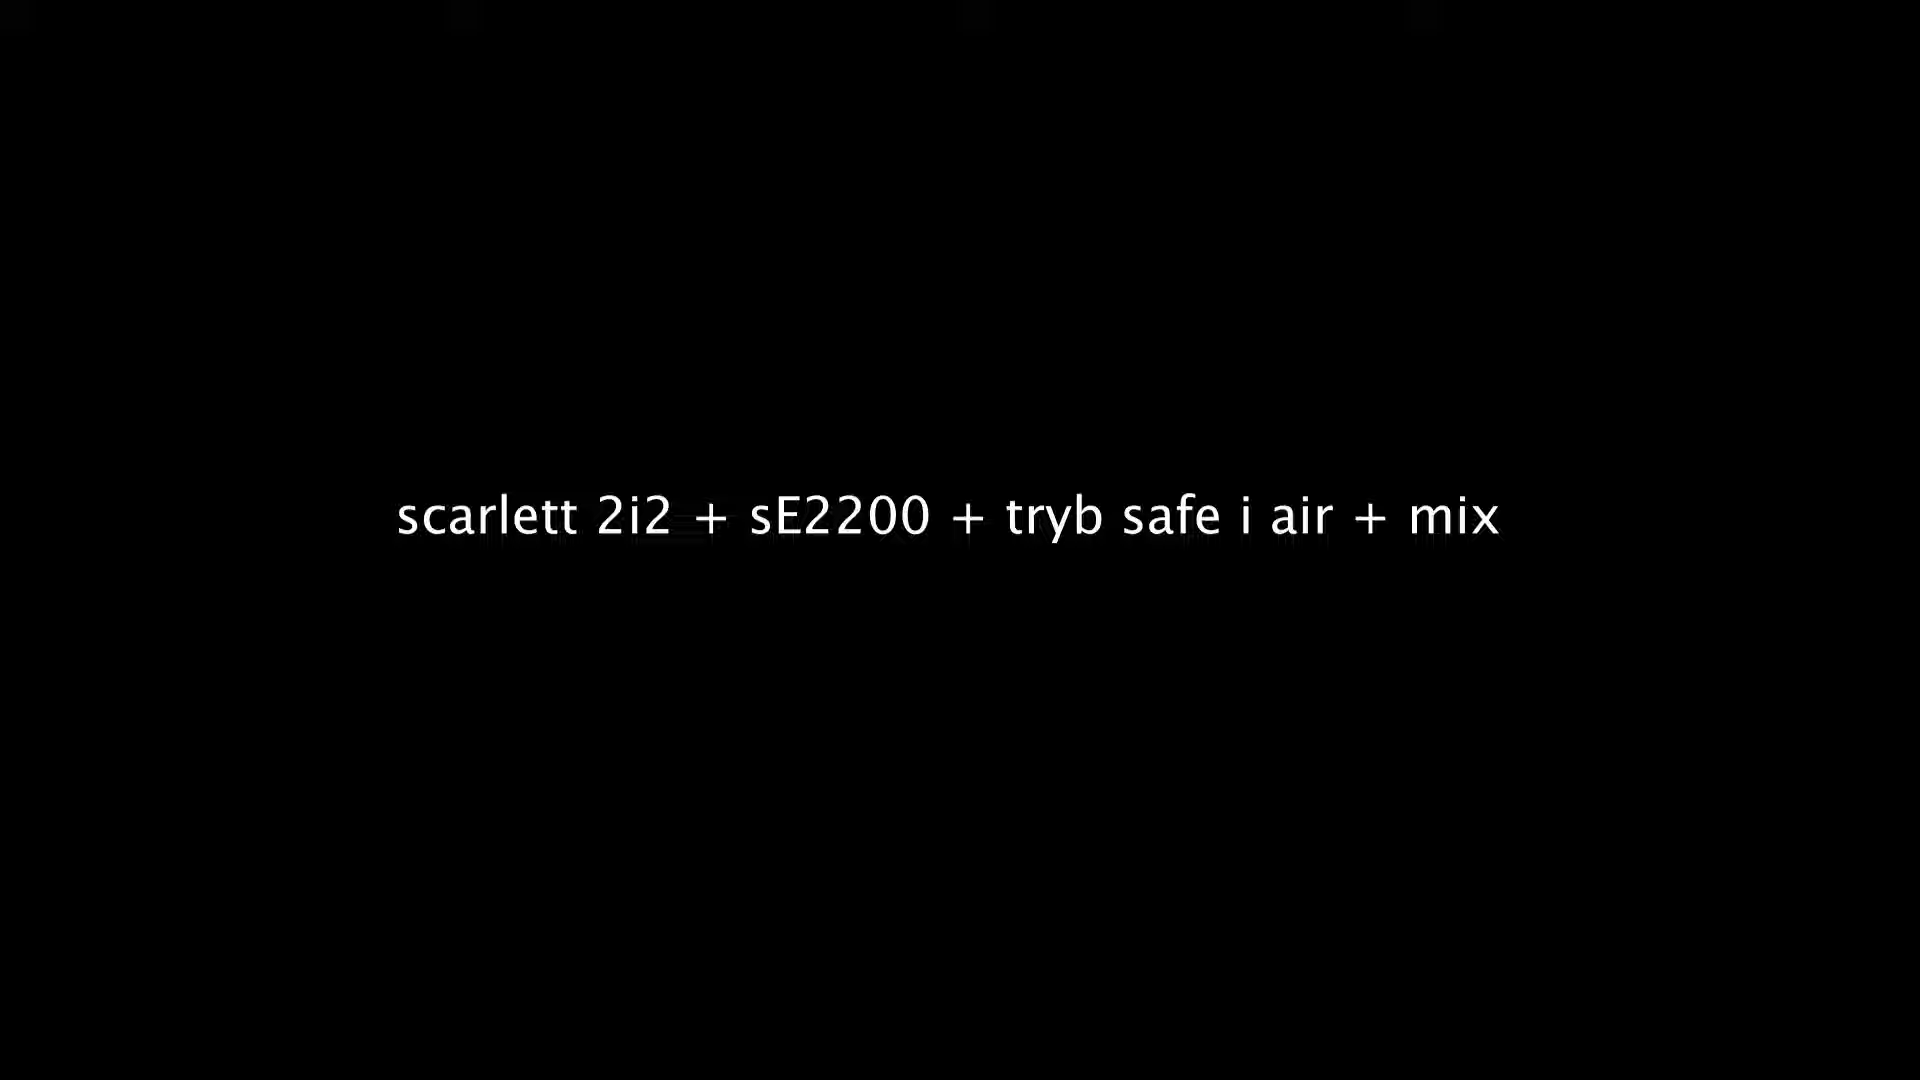 scarlett 2i2 + sE2200 + tryb safe i air + mix